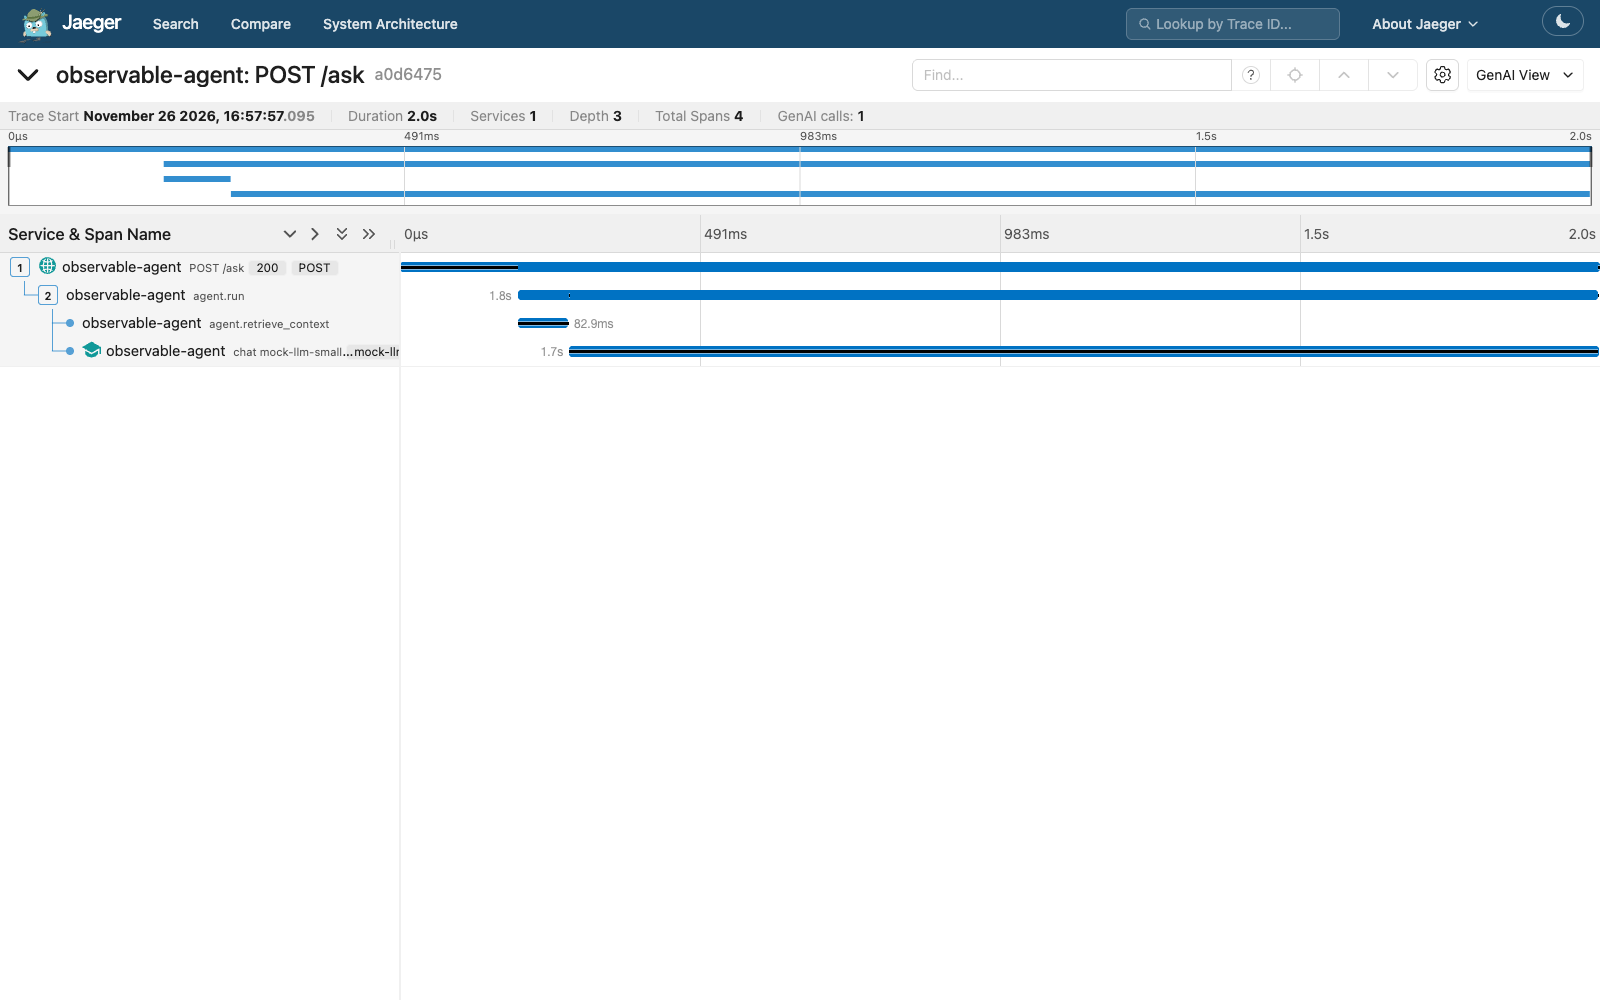 Jaeger Search Compare System Architecture Lookup by Trace ID... About Jaeger
observable-agent: POST /ask a0d6475 Find... ? GenAI View
Trace Start November 26 2026, 16:57:57.095 Duration 2.0s Services 1 Depth 3 Total Spans 4 GenAI calls: 1
0μs 491ms 983ms 1.5s 2.0s
Service & Span Name 0μs 491ms 983ms 1.5s 2.0s
1 observable-agent POST /ask 200 POST
2 observable-agent agent.run 1.8s
observable-agent agent.retrieve_context 82.9ms
observable-agent chat mock-llm-small...mock-llm 1.7s